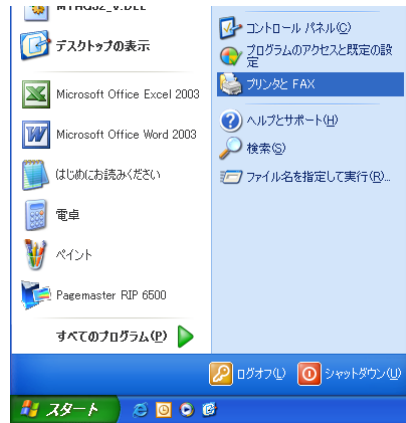 デスクトップの表示
Microsoft Office Excel 2003
Microsoft Office Word 2003
はじめにお読みください
電卓
ペイント
Pagemaster RIP 6500
すべてのプログラム(P)
コントロール パネル(C)
プログラムのアクセスと既定の設
定
プリンタと FAX
ヘルプとサポート(H)
検索(S)
ファイル名を指定して実行(R)...
ログオフ(L)
シャットダウン(U)
スタート